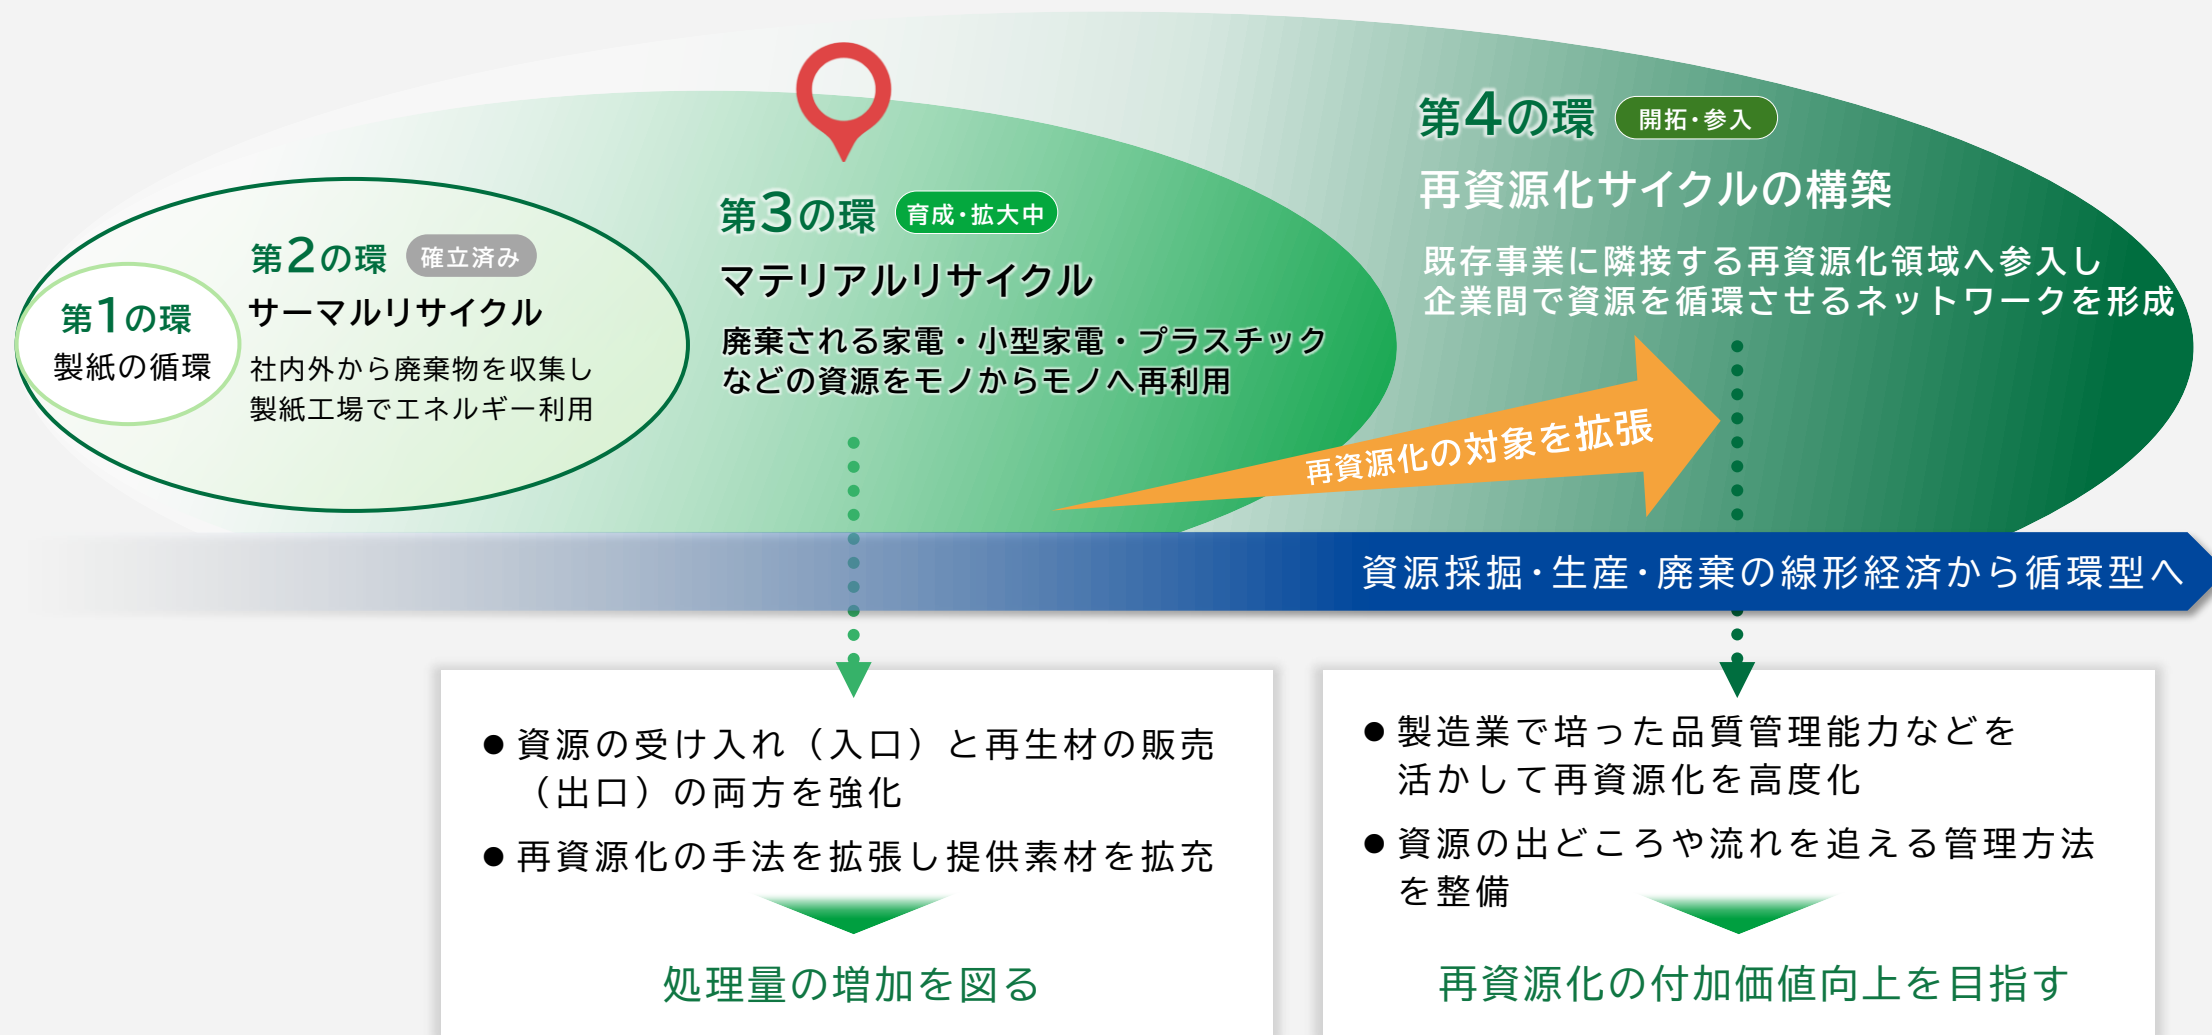 第1の環
製紙の循環
第2の環 確立済み
サーマルリサイクル
社内外から廃棄物を収集し
製紙工場でエネルギー利用
第3の環 育成・拡大中
マテリアルリサイクル
廃棄される家電・小型家電・プラスチック
などの資源をモノからモノへ再利用
第4の環 開拓・参入
再資源化サイクルの構築
既存事業に隣接する再資源化領域へ参入し
企業間で資源を循環させるネットワークを形成
再資源化の対象を拡張
資源採掘・生産・廃棄の線形経済から循環型へ
● 資源の受け入れ（入口）と再生材の販売
（出口）の両方を強化
● 再資源化の手法を拡張し提供素材を拡充
処理量の増加を図る
● 製造業で培った品質管理能力などを
活かして再資源化を高度化
● 資源の出どころや流れを追える管理方法
を整備
再資源化の付加価値向上を目指す